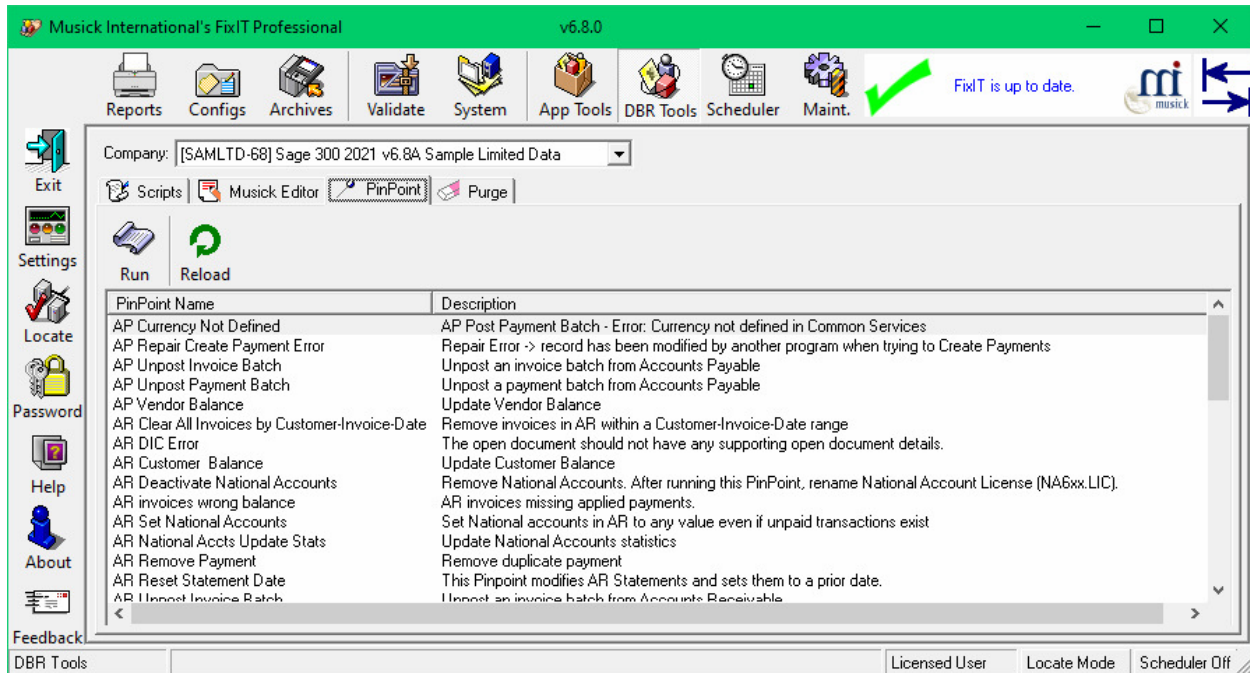 Musick International's FixIT Professional v6.8.0
Reports Configs Archives Validate System App Tools DBR Tools Scheduler Maint. FixIT is up to date. mi musick
Exit
Settings
Locate
Password
Help
About
Feedback
Company: [SAMLTD-68] Sage 300 2021 v6.8A Sample Limited Data
Scripts Musick Editor PinPoint Purge
Run Reload
PinPoint Name Description
AP Currency Not Defined AP Post Payment Batch - Error: Currency not defined in Common Services
AP Repair Create Payment Error Repair Error -> record has been modified by another program when trying to Create Payments
AP Unpost Invoice Batch Unpost an invoice batch from Accounts Payable
AP Unpost Payment Batch Unpost a payment batch from Accounts Payable
AP Vendor Balance Update Vendor Balance
AR Clear All Invoices by Customer-Invoice-Date Remove invoices in AR within a Customer-Invoice-Date range
AR DIC Error The open document should not have any supporting open document details.
AR Customer Balance Update Customer Balance
AR Deactivate National Accounts Remove National Accounts. After running this PinPoint, rename National Account License (NA6xx.LIC).
AR invoices wrong balance AR invoices missing applied payments.
AR Set National Accounts Set National accounts in AR to any value even if unpaid transactions exist
AR National Accts Update Stats Update National Accounts statistics
AR Remove Payment Remove duplicate payment
AR Reset Statement Date This Pinpoint modifies AR Statements and sets them to a prior date.
AR Unpost Invoice Batch Unpost an invoice batch from Accounts Receivable
DBR Tools Licensed User Locate Mode Scheduler Off